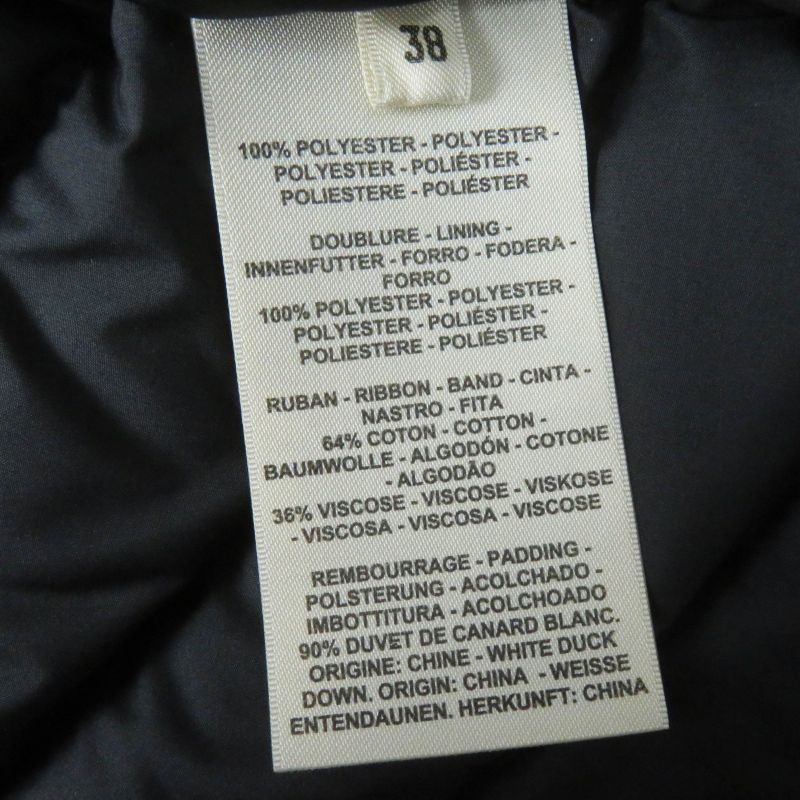 38
100% POLYESTER - POLYESTER -
POLYESTER - POLIÉSTER -
POLIESTERE - POLIÉSTER
DOUBLURE - LINING -
INNENFUTTER - FORRO - FODERA -
FORRO
100% POLYESTER - POLYESTER -
POLYESTER - POLIÉSTER -
POLIESTERE - POLIÉSTER
RUBAN - RIBBON - BAND - CINTA -
NASTRO - FITA
64% COTON - COTTON -
BAUMWOLLE - ALGODÓN - COTONE
- ALGODÃO
36% VISCOSE - VISCOSE - VISKOSE
- VISCOSA - VISCOSA - VISCOSE
REMBOURRAGE - PADDING -
POLSTERUNG - ACOLCHADO -
IMBOTTITURA - ACOLCHOADO
90% DUVET DE CANARD BLANC.
ORIGINE: CHINE - WHITE DUCK
DOWN. ORIGIN: CHINA - WEISSE
ENTENDAUNEN. HERKUNFT: CHINA